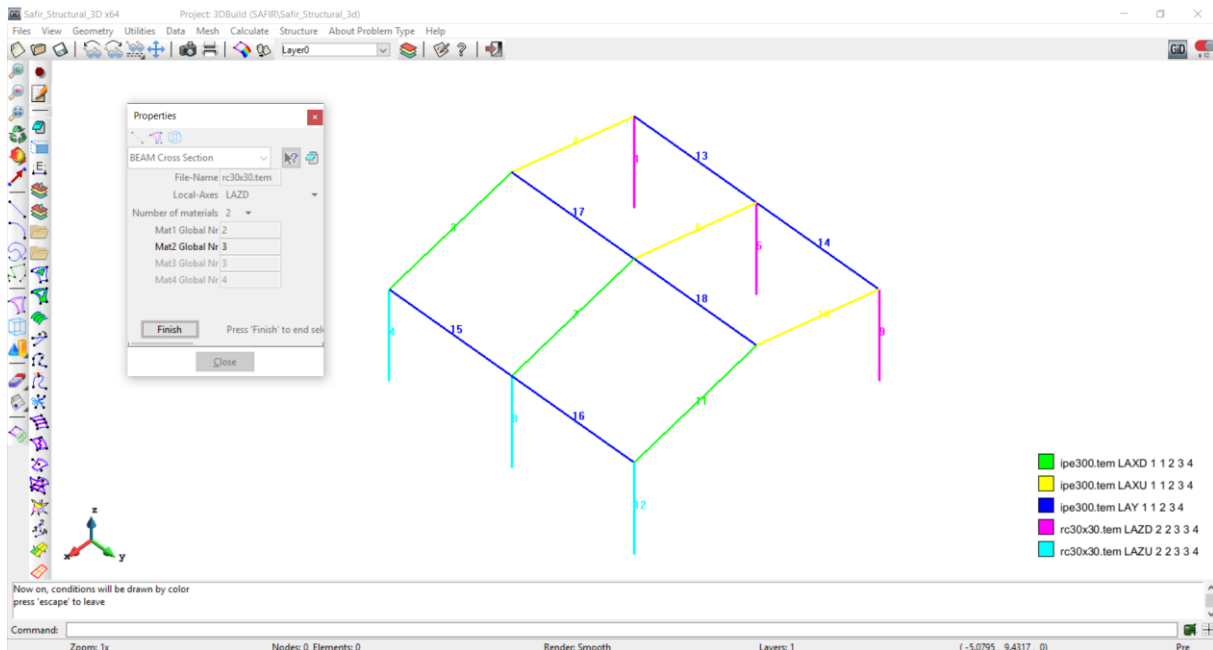 Safir_Structural_3D x64 Project: 3DBuild (SAFIR\Safir_Structural_3d)
Files View Geometry Utilities Data Mesh Calculate Structure About Problem Type Help
Layer0
GiD
Properties
BEAM Cross Section
File-Name rc30x30.tem
Local-Axes LAZD
Number of materials 2
Mat1 Global Nr 2
Mat2 Global Nr 3
Mat3 Global Nr 3
Mat4 Global Nr 4
Finish Press 'Finish' to end sel
Close
2
1
13
3
17
6
5
14
4
15
7
18
10
9
8
16
11
12
z
x y
ipe300.tem LAXD 1 1 2 3 4
ipe300.tem LAXU 1 1 2 3 4
ipe300.tem LAY 1 1 2 3 4
rc30x30.tem LAZD 2 2 3 3 4
rc30x30.tem LAZU 2 2 3 3 4
Now on, conditions will be drawn by color
press 'escape' to leave
Command:
Zoom: 1x Nodes: 0, Elements: 0 Render: Smooth Layers: 1 ( -5.0795, 9.4317, 0) Pre